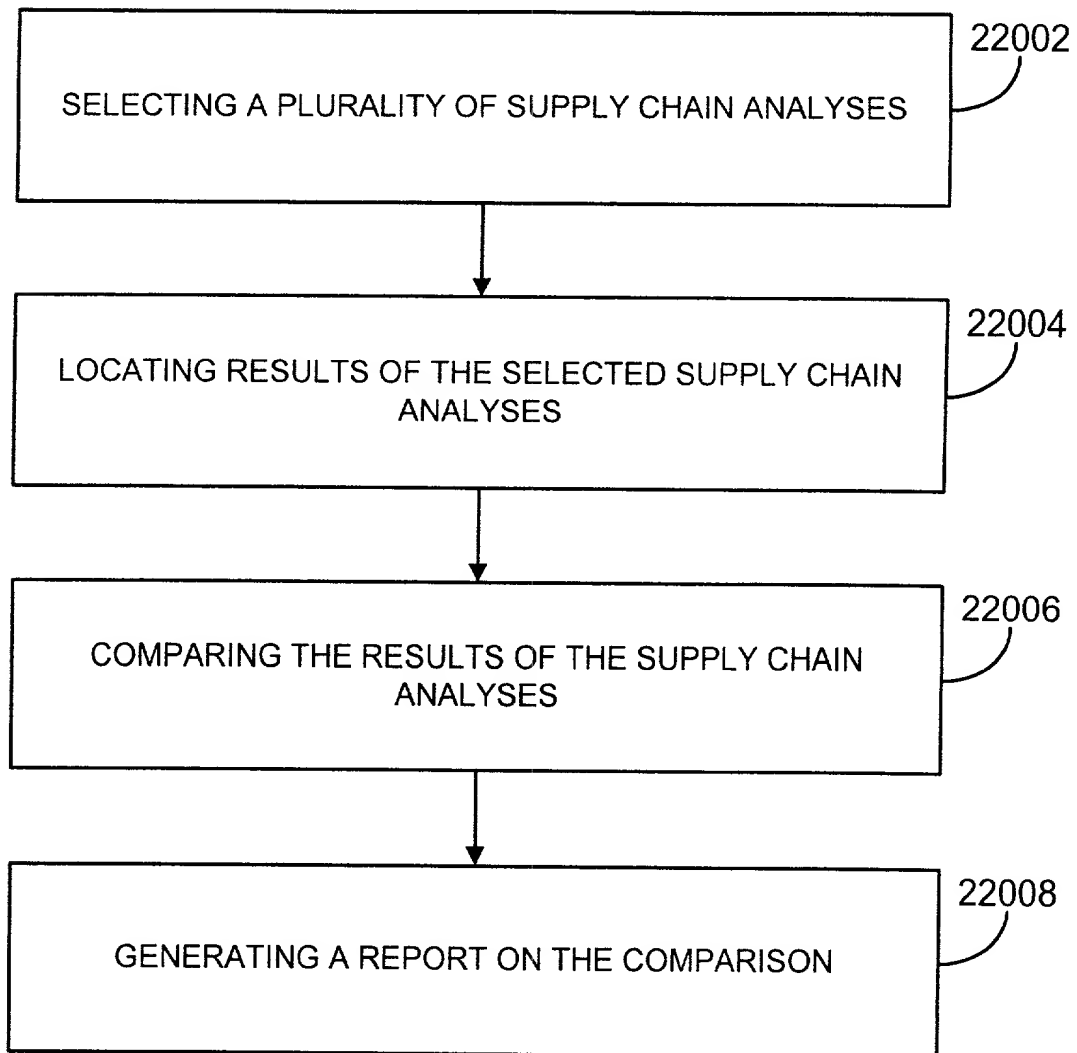 22002
SELECTING A PLURALITY OF SUPPLY CHAIN ANALYSES
22004
LOCATING RESULTS OF THE SELECTED SUPPLY CHAIN
ANALYSES
22006
COMPARING THE RESULTS OF THE SUPPLY CHAIN
ANALYSES
22008
GENERATING A REPORT ON THE COMPARISON